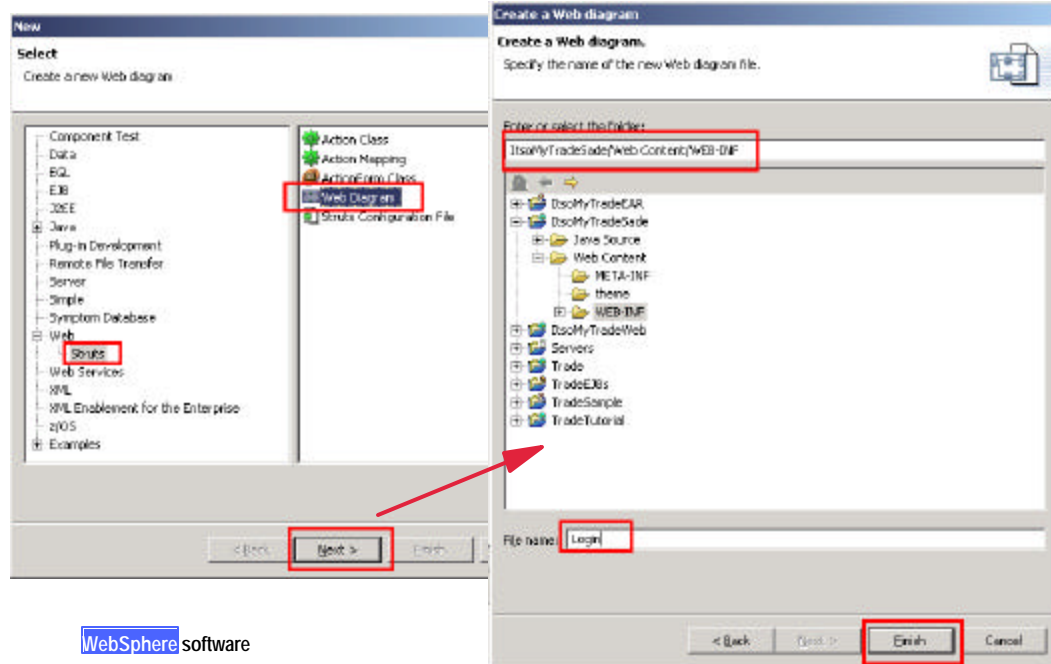 New
Select
Create a new Web diagram
Component Test
Data
EGL
EJB
J2EE
Java
Plug-in Development
Remote File Transfer
Server
Simple
Symptom Database
Web
Struts
Web Services
XML
XML Enablement for the Enterprise
z/OS
Examples
Action Class
Action Mapping
ActionForm Class
Web Diagram
Struts Configuration File
< Back
Next >
Finish
WebSphere software
Create a Web diagram
Create a Web diagram.
Specify the name of the new Web diagram file.
Enter or select the folder:
ItsoMyTradeSade/Web Content/WEB-INF
ItsoMyTradeEAR
ItsoMyTradeSade
Java Source
Web Content
META-INF
theme
WEB-INF
ItsoMyTradeWeb
Servers
Trade
TradeEJBs
TradeSample
TradeTutorial
File name: Login
< Back
Next >
Finish
Cancel